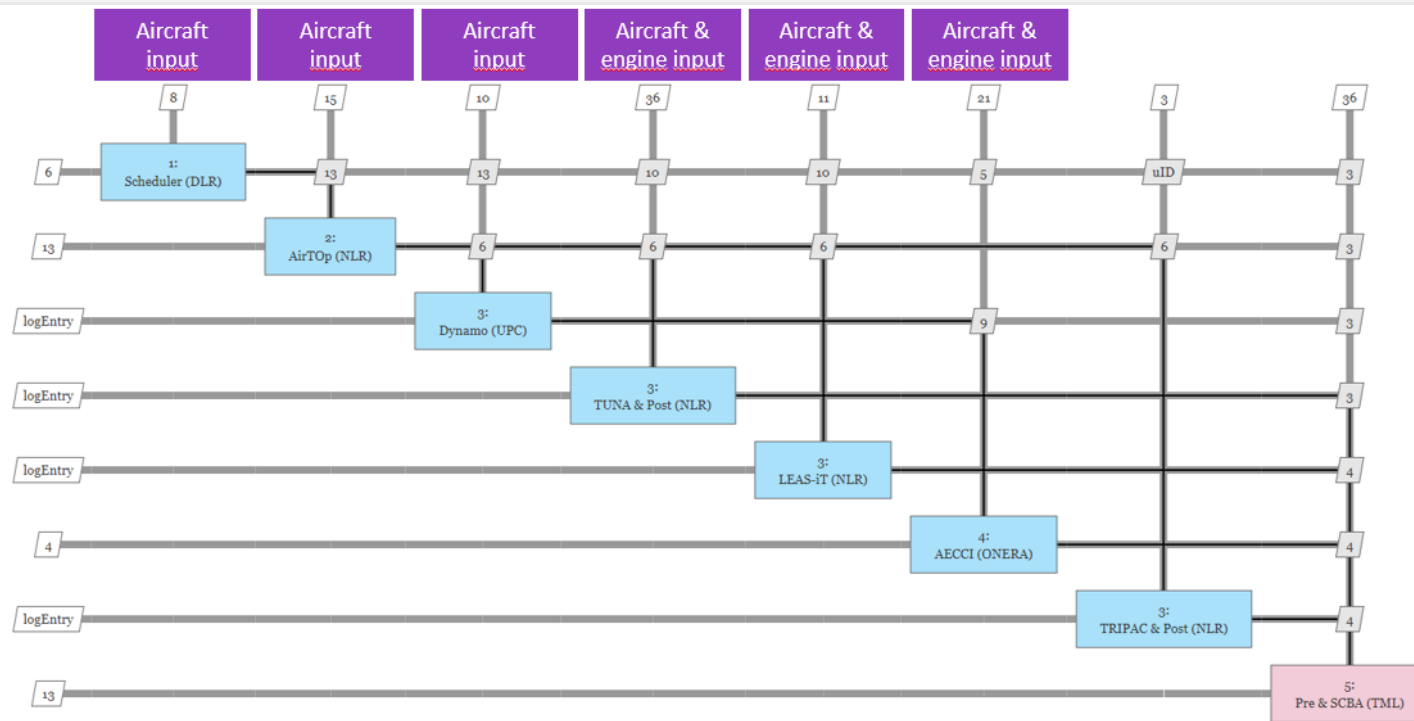 Aircraft
input
Aircraft
input
Aircraft
input
Aircraft &
engine input
Aircraft &
engine input
Aircraft &
engine input
8
15
10
36
11
21
3
36
6
1:
Scheduler (DLR)
13
13
10
10
5
uID
3
13
2:
AirTOp (NLR)
6
6
6
6
3
logEntry
3:
Dynamo (UPC)
9
3
logEntry
3:
TUNA & Post (NLR)
3
logEntry
3:
LEAS-iT (NLR)
4
4
4:
AECCI (ONERA)
4
logEntry
3:
TRIPAC & Post (NLR)
4
13
5:
Pre & SCBA (TML)